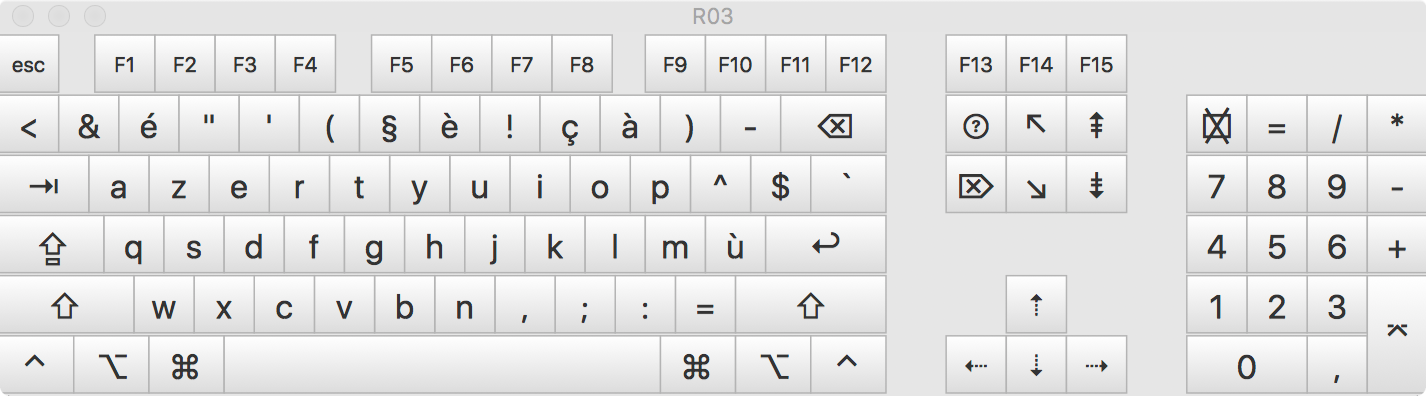 R03
esc F1 F2 F3 F4 F5 F6 F7 F8 F9 F10 F11 F12 F13 F14 F15
< & é " ' ( § è ! ç à ) - ⌫ ? ↖ ⇞ = / *
⇥ a z e r t y u i o p ^ $ ` ⌦ ↘ ⇟ 7 8 9 -
⇪ q s d f g h j k l m ù ↩ 4 5 6 +
⇧ w x c v b n , ; : = ⇧ ⇡ 1 2 3 ⌤
⌃ ⌥ ⌘ ⌘ ⌥ ⌃ ⇠ ⇣ ⇢ 0 ,